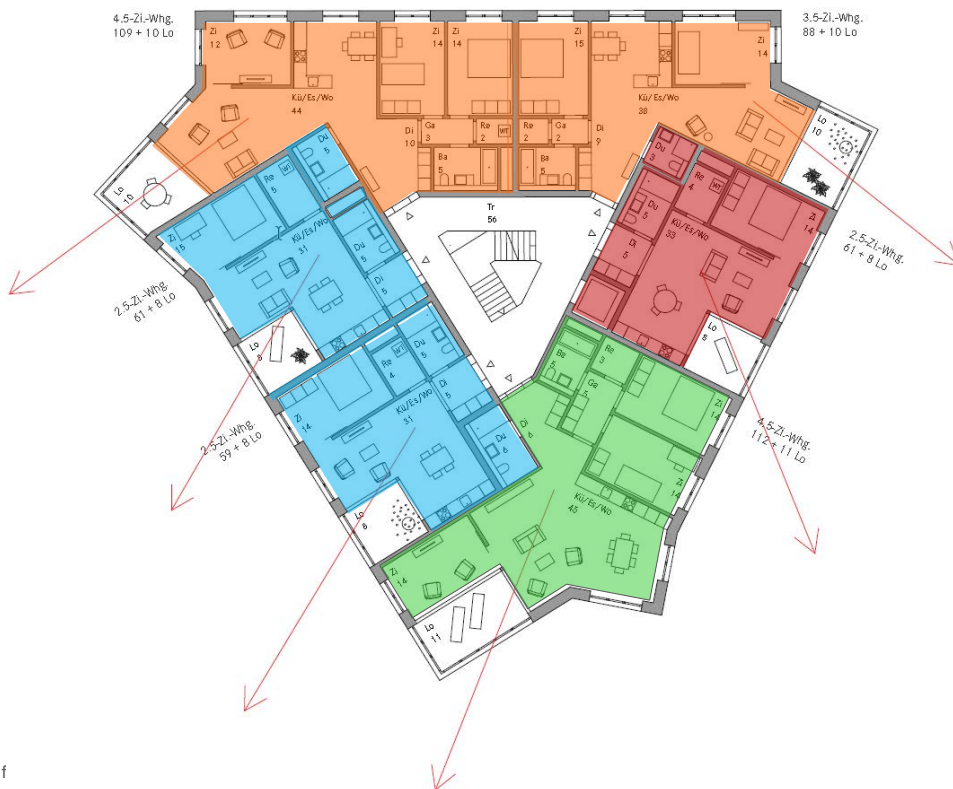 4.5-Zi.-Whg.
109 + 10 Lo
3.5-Zi.-Whg.
88 + 10 Lo
Zi
12
Kü/Es/Wo
44
Zi
14
Zi
14
Zi
15
Kü/Es/Wo
38
Zi
14
Lo
10
Di
10
Ga
3
Re
2
WT
Ba
5
Re
2
Ga
2
Ba
5
Di
9
Lo
10
Du
5
Re
5
WT
Zi
15
Kü/Es/Wo
31
Du
5
Di
5
Lo
8
2.5-Zi.-Whg.
61 + 8 Lo
Tr
56
Du
3
Re
4
WT
Du
5
Kü/Es/Wo
33
Zi
14
Di
5
Lo
8
2.5-Zi.-Whg.
61 + 8 Lo
Du
5
Re
4
WT
Zi
14
Kü/Es/Wo
31
Di
5
Du
6
Lo
8
2.5-Zi.-Whg.
59 + 8 Lo
Ba
5
Re
3
Ga
Di
6
Zi
14
Zi
14
Kü/Es/Wo
45
Zi
14
Lo
11
4.5-Zi.-Whg.
112 + 11 Lo
f